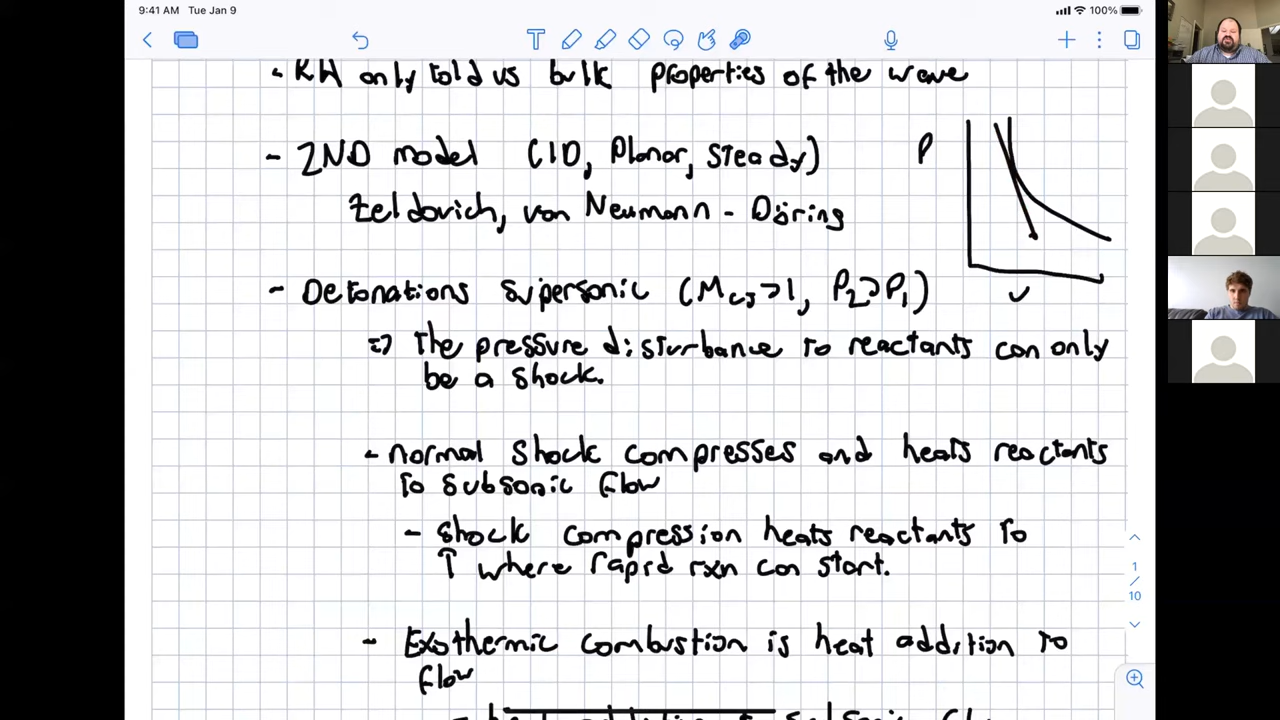 9:41 AM Tue Jan 9
100%
- RH only told us bulk properties of the wave
- ZND model (1D, Planar, Steady)
Zeldovich, von Neumann - Döring
P
v
- Detonations supersonic (M_CJ>1, P₂>P₁)
=> The pressure disturbance to reactants can only
be a shock.
- normal shock compresses and heats reactants
to subsonic flow
- shock compression heats reactants to
T where rapid rxn can start.
- Exothermic combustion is heat addition to
flow
1
/
10